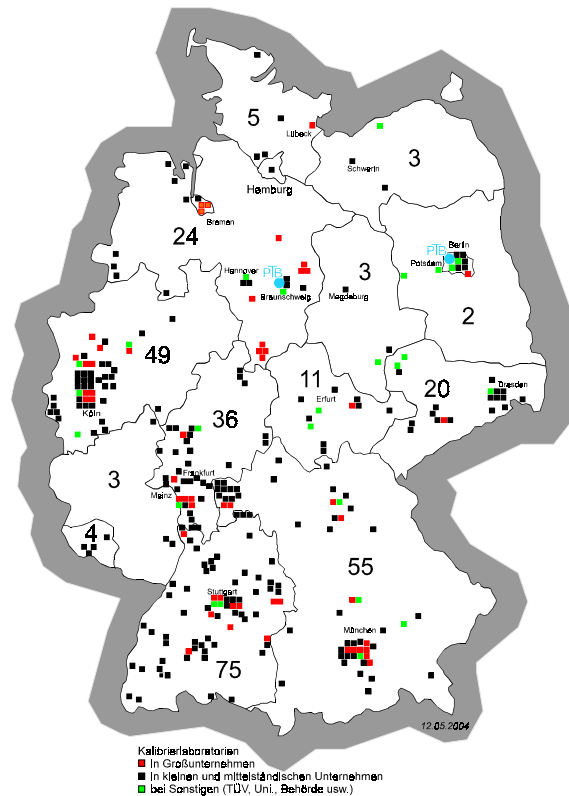 5
Lübeck
3
Schwerin
Hamburg
Bremen
24
PTB
Berlin
Potsdam
Hannover
PTB
3
Braunschweig
Magdeburg
2
49
11
20
Dresden
Erfurt
Köln
36
Frankfurt
3
Mainz
4
55
Stuttgart
München
75
12.05.2004
Kalibrierlaboratorien
In Großunternehmen
In kleinen und mittelständischen Unternehmen
bei Sonstigen (TÜV, Uni., Behörde usw.)